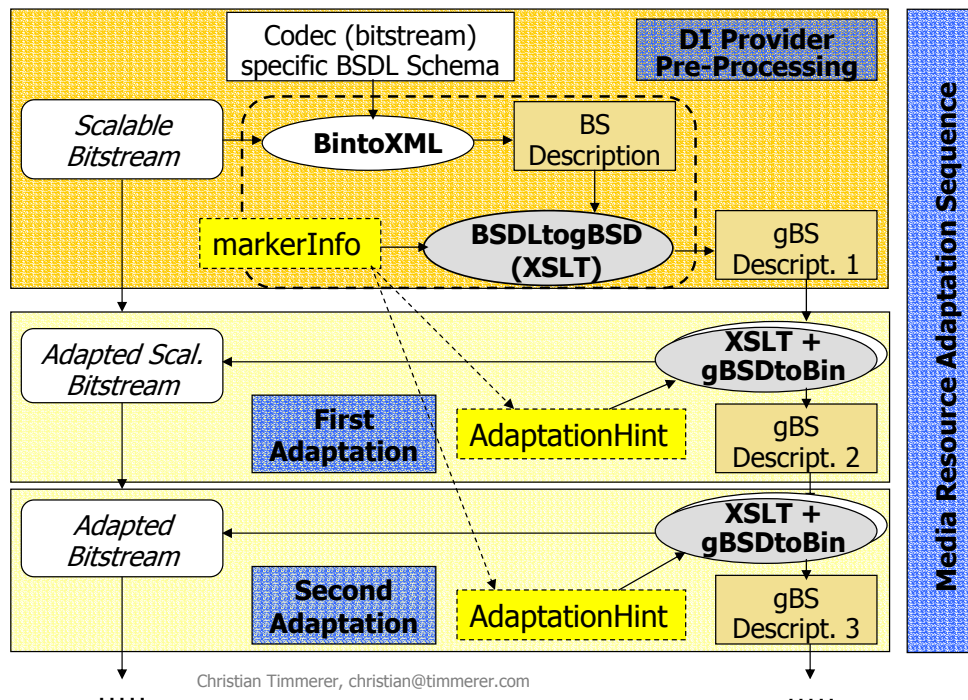 Codec (bitstream)
specific BSDL Schema
DI Provider
Pre-Processing
Scalable
Bitstream
BintoXML
BS
Description
markerInfo
BSDLtogBSD
(XSLT)
gBS
Descript. 1
Adapted Scal.
Bitstream
XSLT +
gBSDtoBin
First
Adaptation
AdaptationHint
gBS
Descript. 2
Adapted
Bitstream
XSLT +
gBSDtoBin
Second
Adaptation
AdaptationHint
gBS
Descript. 3
Media Resource Adaptation Sequence
Christian Timmerer, christian@timmerer.com
.....
.....